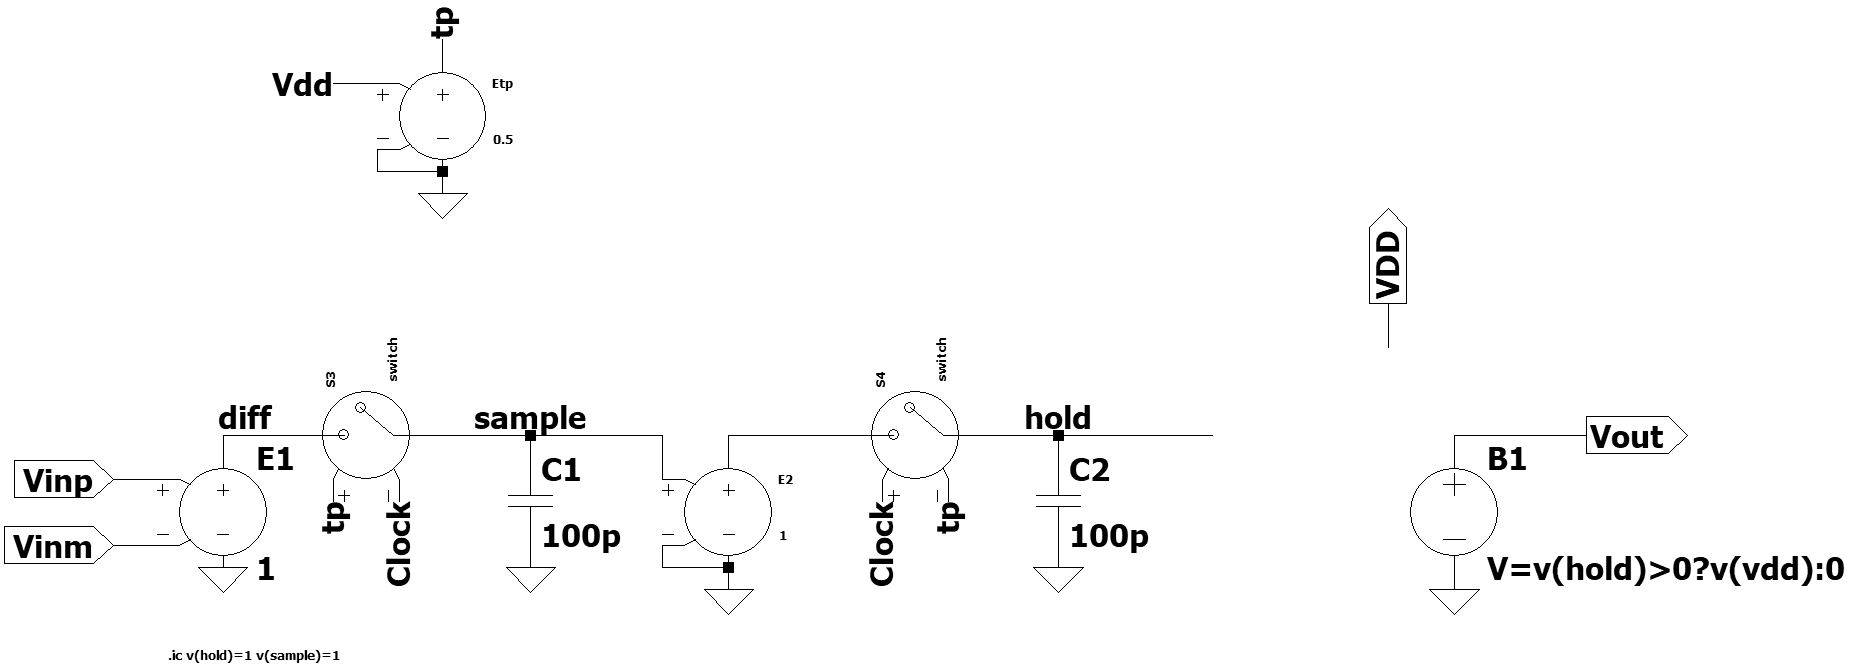 tp
Vdd
+
+
Etp
−
−
0.5
VDD
S3
switch
S4
switch
diff
sample
hold
Vout
E1
C1
E2
C2
B1
Vinp
+
+
+
−
+
+
+
−
+
tp
Clock
Clock
tp
Vinm
−
−
100p
−
−
1
100p
−
1
V=v(hold)>0?v(vdd):0
.ic v(hold)=1 v(sample)=1